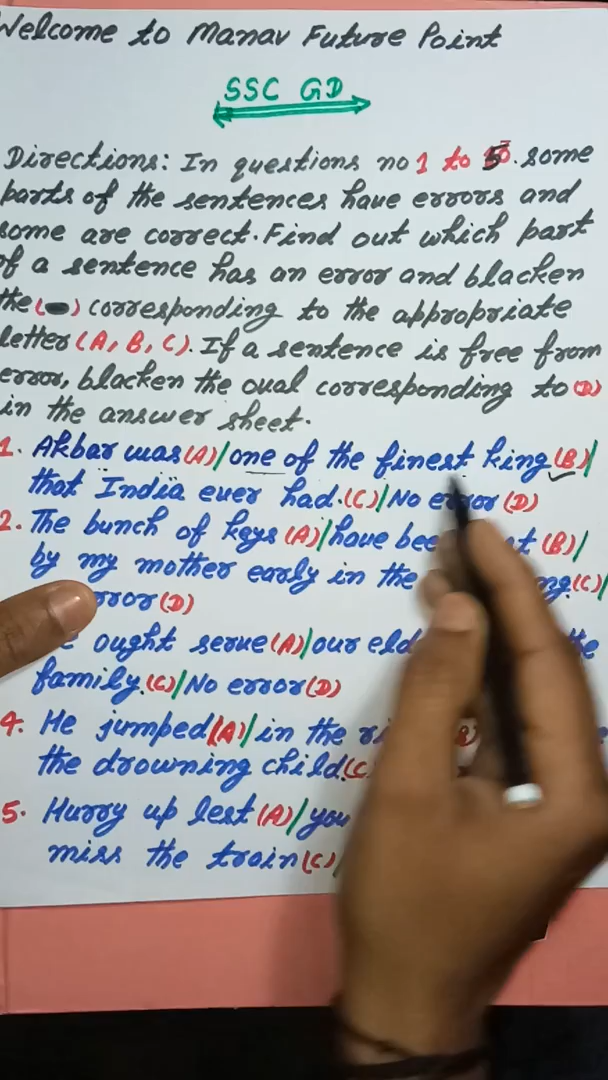 Welcome to Manav Future Point
SSC GD
Directions: In questions no 1 to 5. some
parts of the sentences have errors and
some are correct. Find out which part
of a sentence has an error and blacken
the ( ) corresponding to the appropriate
letter (A, B, C). If a sentence is free from
error, blacken the oval corresponding to (D)
in the answer sheet.
1. Akbar was (A)/one of the finest king (B)/
that India ever had. (C)/No error (D)
2. The bunch of keys (A)/have (B)/
by my mother early in the (C)/
(D)
ought serve (A)/our
family. (C)/No error (D)
4. He jumped (A)/in the
the drowning child. (C)
5. Hurry up lest (A)/you
miss the train (C)/